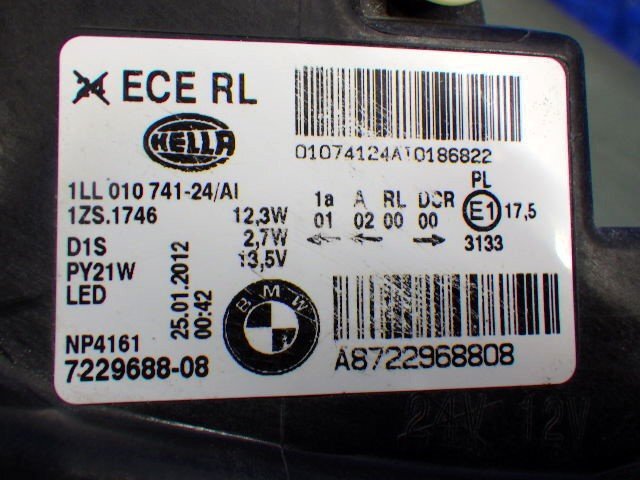 24 ECE RL
HELLA
01074124AI0186822
1LL 010 741-24/AI
1ZS.1746 12,3W
D1S 2,7W
PY21W 13,5V
LED
25.01.2012
00:42
1a A RL DCR
01 02 00 00
PL
E1 17,5
3133
BMW
NP4161
7229688-08
A8722968808
24V 12V